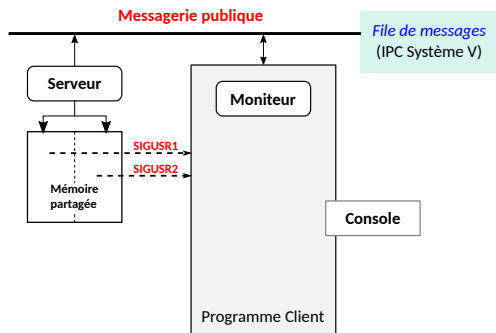 Messagerie publique
File de messages
(IPC Système V)
Serveur
Moniteur
SIGUSR1
SIGUSR2
Mémoire
partagée
Console
Programme Client